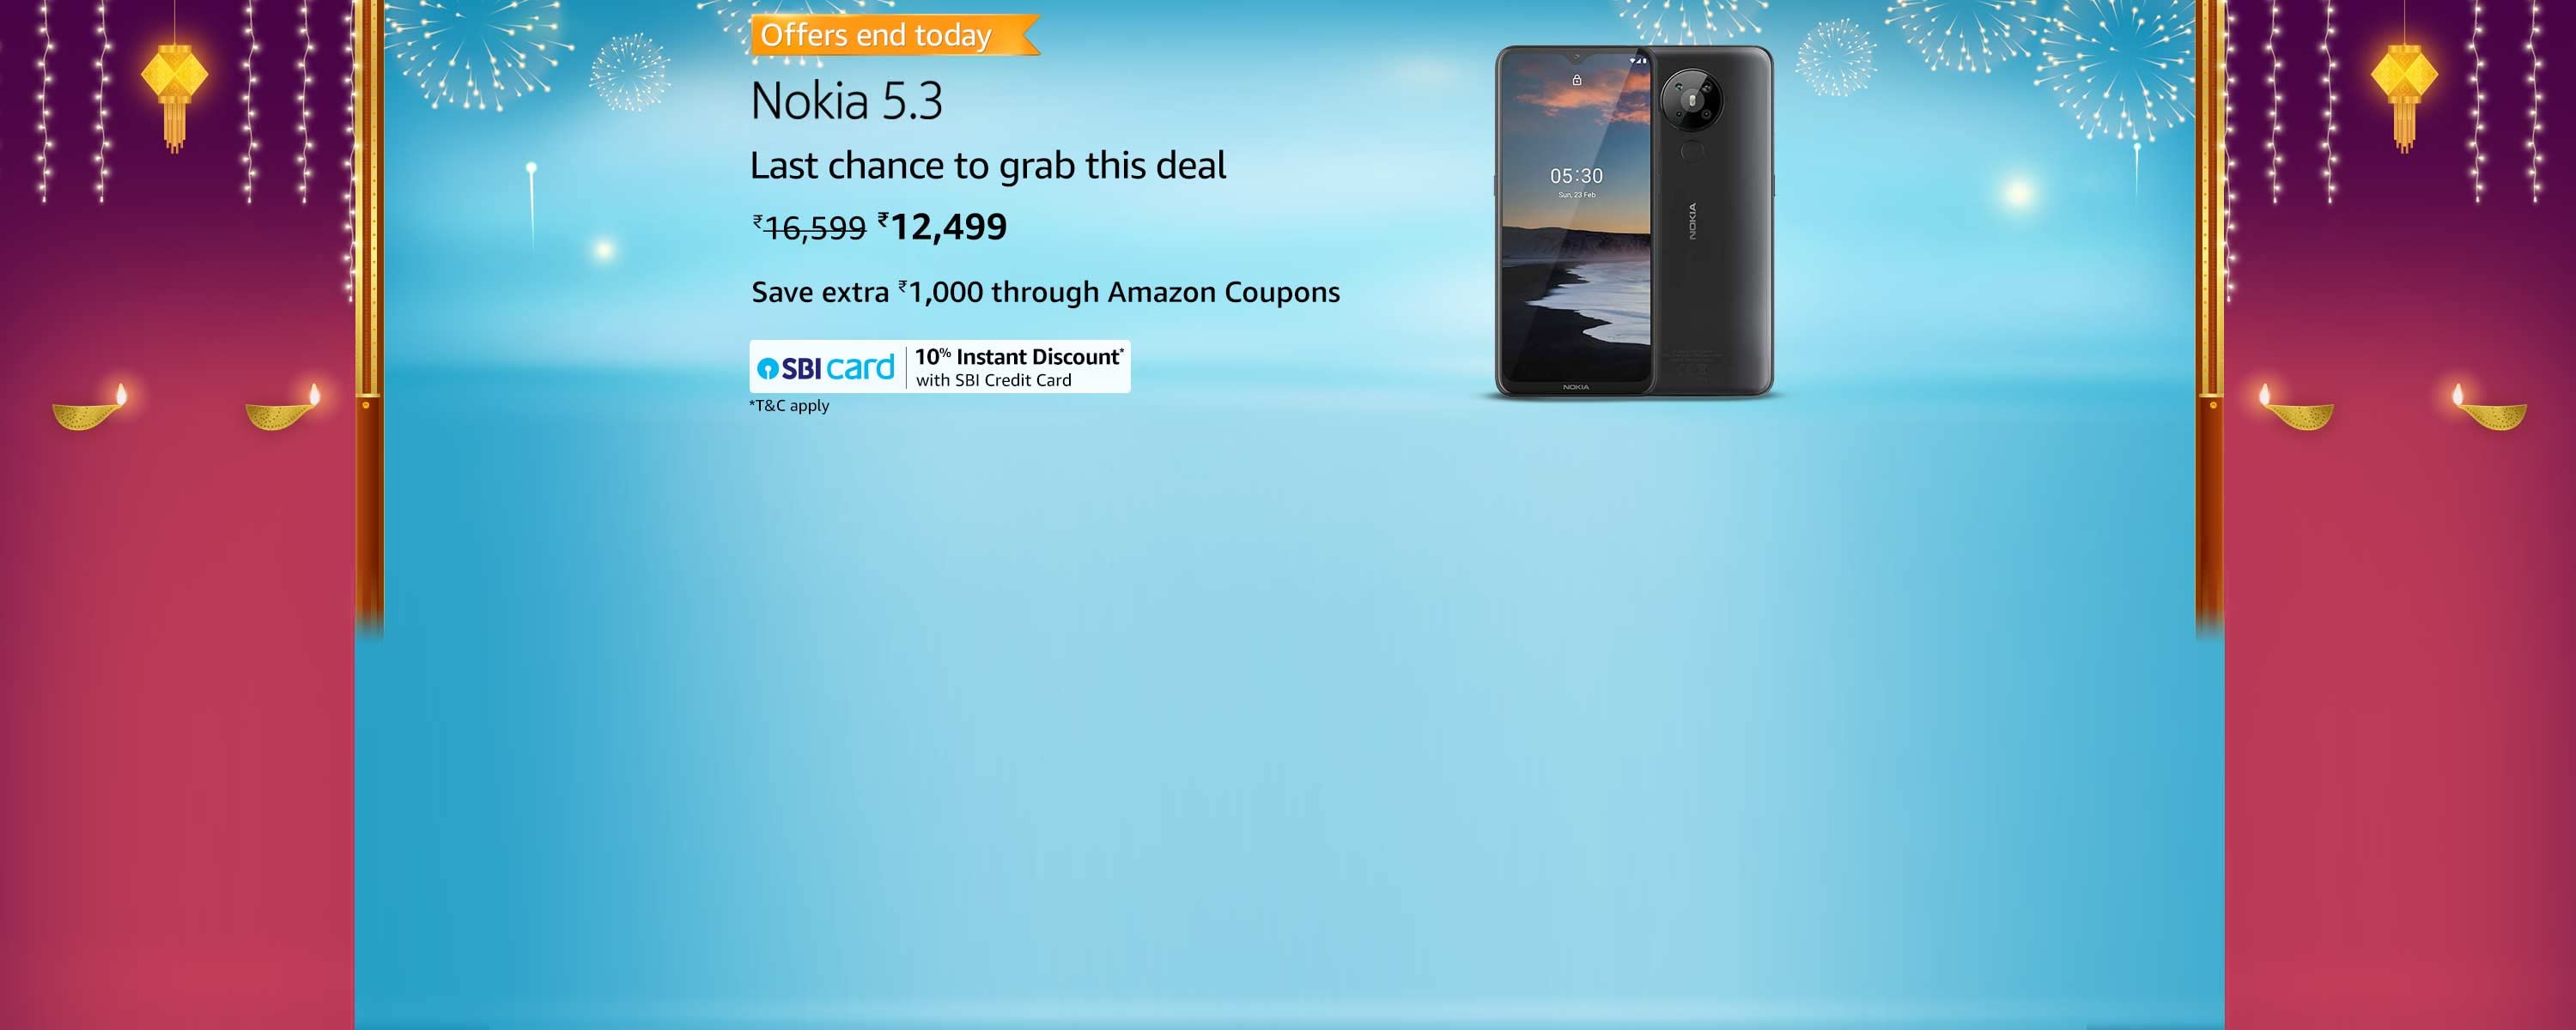 Offers end today
Nokia 5.3
Last chance to grab this deal
₹16,599 ₹12,499
Save extra ₹1,000 through Amazon Coupons
SBI card
10% Instant Discount*
with SBI Credit Card
*T&C apply
05:30
Sun, 23 Feb
NOKIA
NOKIA